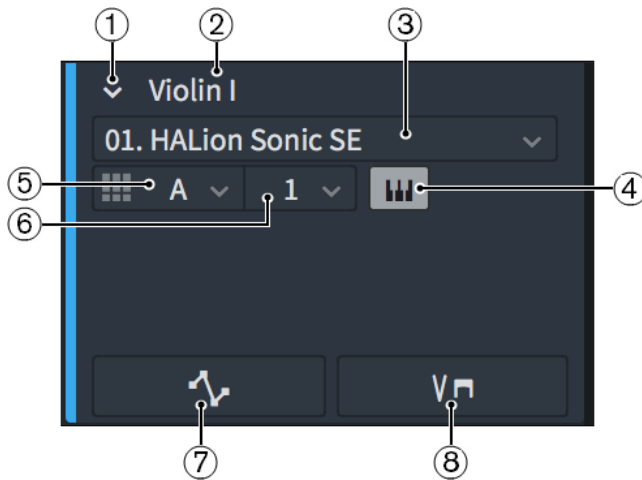 ① ② ③
Violin I
01. HALion Sonic SE
⑤ A 1 ④
⑥
⑦ ⑧